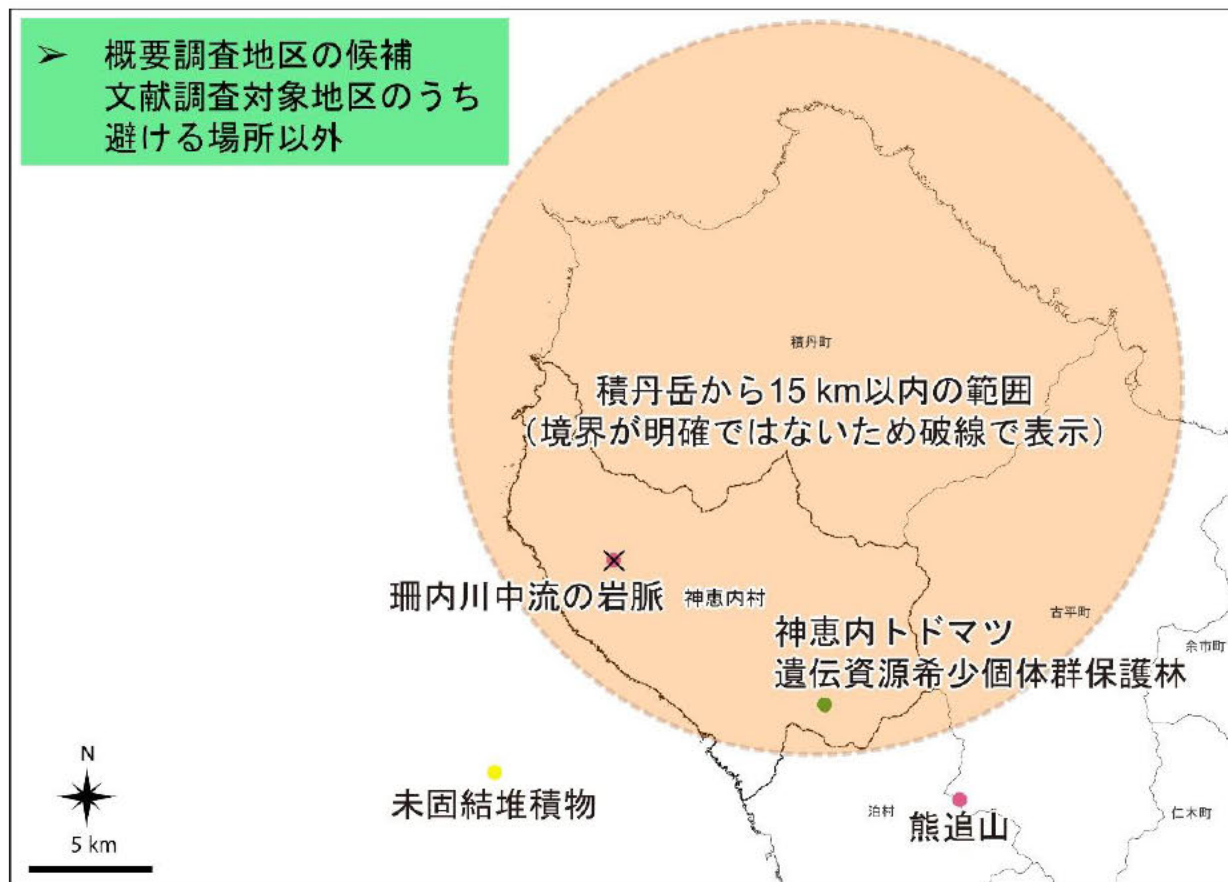 ➢ 概要調査地区の候補
文献調査対象地区のうち
避ける場所以外
積丹町
積丹岳から15 km以内の範囲
（境界が明確ではないため破線で表示）
珊内川中流の岩脈
神恵内村
神恵内トドマツ
遺伝資源希少個体群保護林
古平町
余市町
N
5 km
未固結堆積物
泊村
熊追山
仁木町